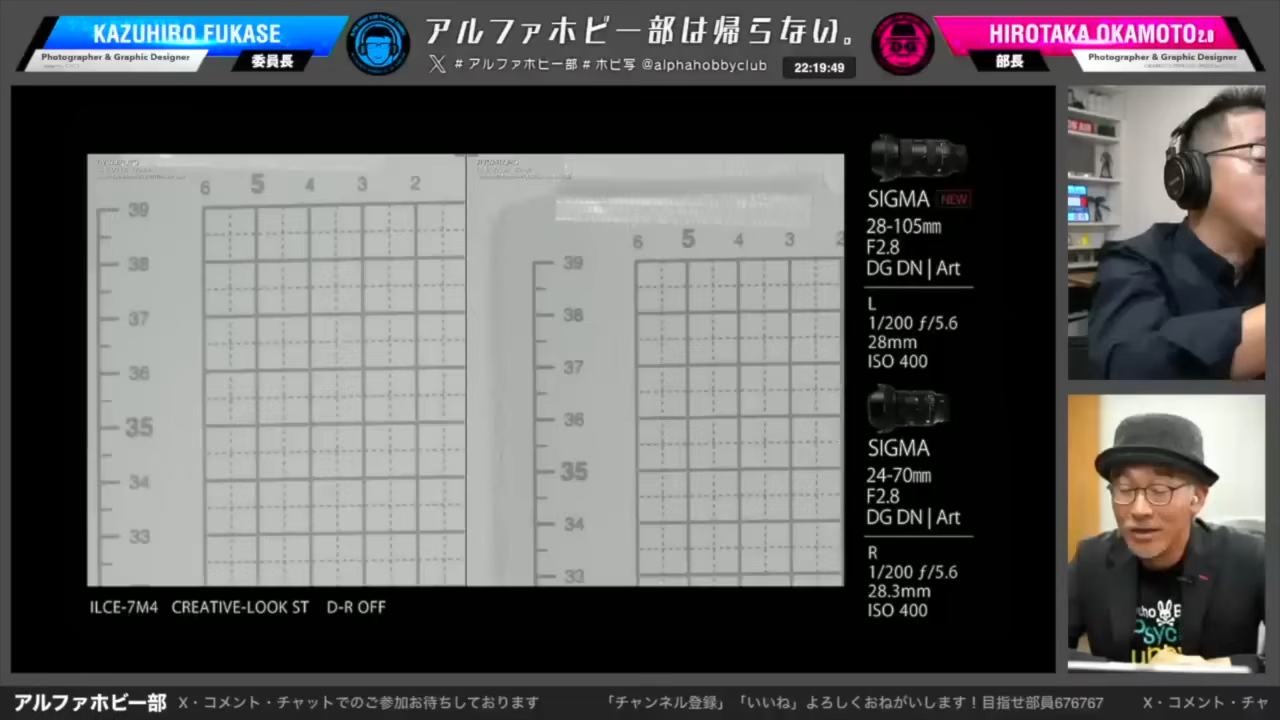 KAZUHIRO FUKASE
Photographer & Graphic Designer
委員長
アルファホビー部は帰らない。
#アルファホビー部 #ホビ写 @alphahobbyclub
22:19:49
HIROTAKA OKAMOTO2.0
部長
Photographer & Graphic Designer
6 5 4 3 2
39
38
37
36
35
34
33
6 5 4 3 2
39
38
37
36
35
34
33
SIGMA NEW
28-105mm
F2.8
DG DN | Art
L
1/200 ƒ/5.6
28mm
ISO 400
SIGMA
24-70mm
F2.8
DG DN | Art
R
1/200 ƒ/5.6
28.3mm
ISO 400
ILCE-7M4 CREATIVE-LOOK ST D-R OFF
アルファホビー部 X・コメント・チャットでのご参加お待ちしております 「チャンネル登録」「いいね」よろしくおねがいします！目指せ部員676767 X・コメント・チャ